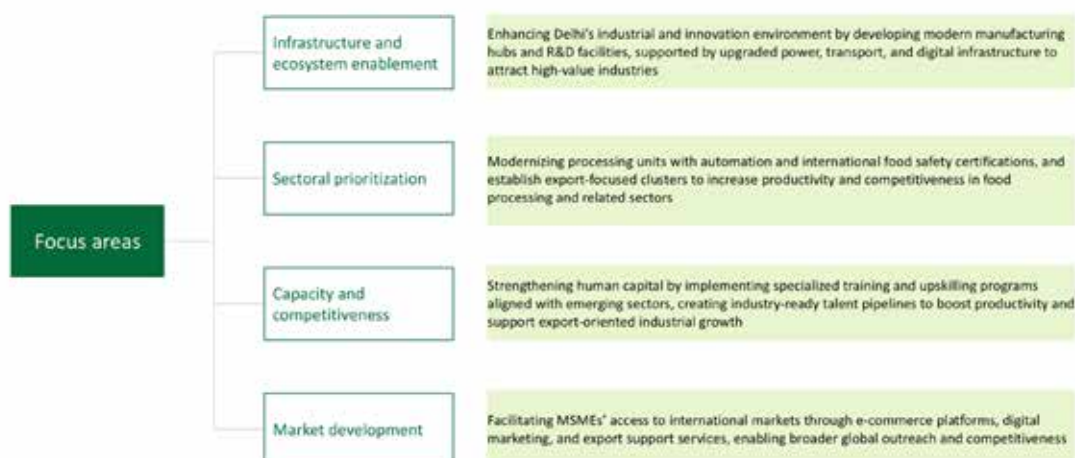 Focus areas
Infrastructure and
ecosystem enablement
Enhancing Delhi's industrial and innovation environment by developing modern manufacturing
hubs and R&D facilities, supported by upgraded power, transport, and digital infrastructure to
attract high-value industries
Sectoral prioritization
Modernizing processing units with automation and international food safety certifications, and
establish export-focused clusters to increase productivity and competitiveness in food
processing and related sectors
Capacity and
competitiveness
Strengthening human capital by implementing specialized training and upskilling programs
aligned with emerging sectors, creating industry-ready talent pipelines to boost productivity and
support export-oriented industrial growth
Market development
Facilitating MSMEs' access to international markets through e-commerce platforms, digital
marketing, and export support services, enabling broader global outreach and competitiveness